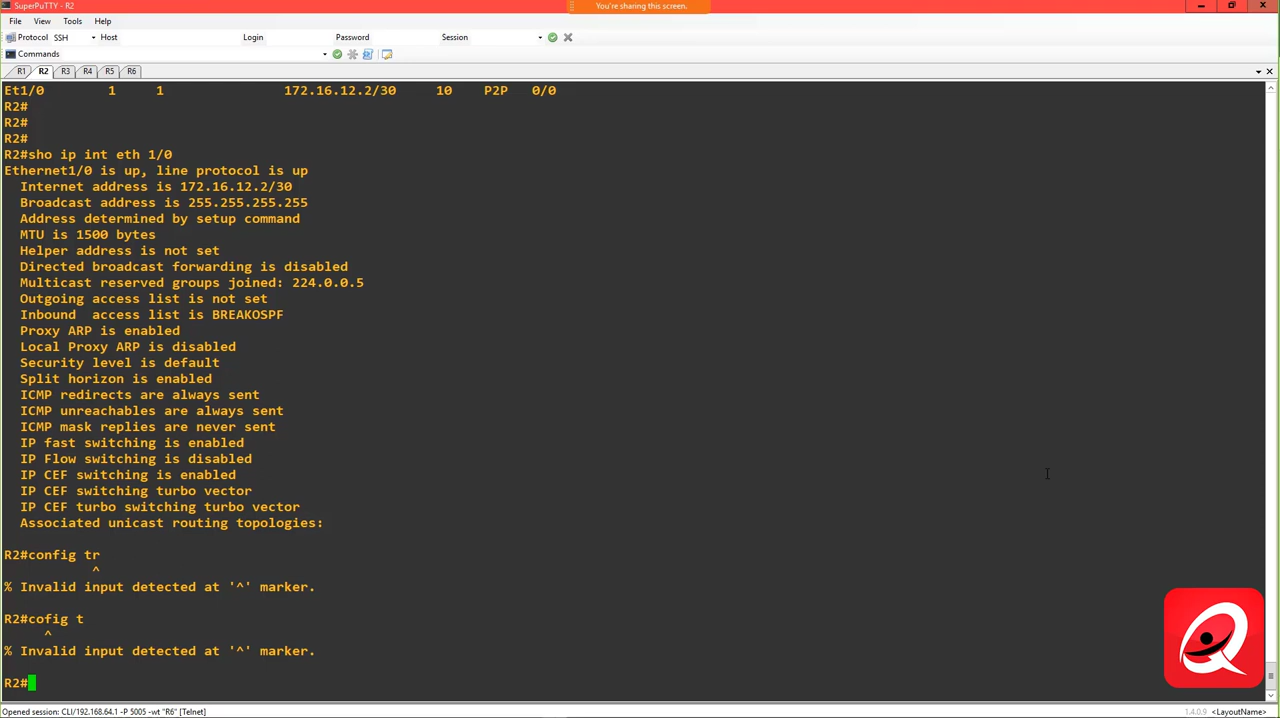 SuperPuTTY - R2
You're sharing this screen.
File View Tools Help
Protocol SSH Host Login Password Session
Commands
R1 R2 R3 R4 R5 R6
Et1/0 1 1 172.16.12.2/30 10 P2P 0/0
R2#
R2#
R2#
R2#sho ip int eth 1/0
Ethernet1/0 is up, line protocol is up
Internet address is 172.16.12.2/30
Broadcast address is 255.255.255.255
Address determined by setup command
MTU is 1500 bytes
Helper address is not set
Directed broadcast forwarding is disabled
Multicast reserved groups joined: 224.0.0.5
Outgoing access list is not set
Inbound  access list is BREAKOSPF
Proxy ARP is enabled
Local Proxy ARP is disabled
Security level is default
Split horizon is enabled
ICMP redirects are always sent
ICMP unreachables are always sent
ICMP mask replies are never sent
IP fast switching is enabled
IP Flow switching is disabled
IP CEF switching is enabled
IP CEF switching turbo vector
IP CEF turbo switching turbo vector
Associated unicast routing topologies:
R2#config tr
^
% Invalid input detected at '^' marker.
R2#cofig t
^
% Invalid input detected at '^' marker.
R2#
Opened session: CLI/192.168.64.1 -P 5005 -wt "R6" [Telnet]
1.4.0.9 <LayoutName>